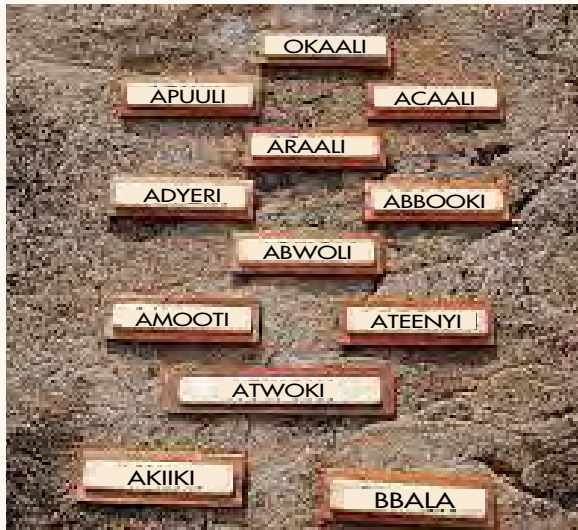 OKAALI
APUULI
ACAALI
ARAALI
ADYERI
ABBOOKI
ABWOLI
AMOOTI
ATEENYI
ATWOKI
AKIIKI
BBALA